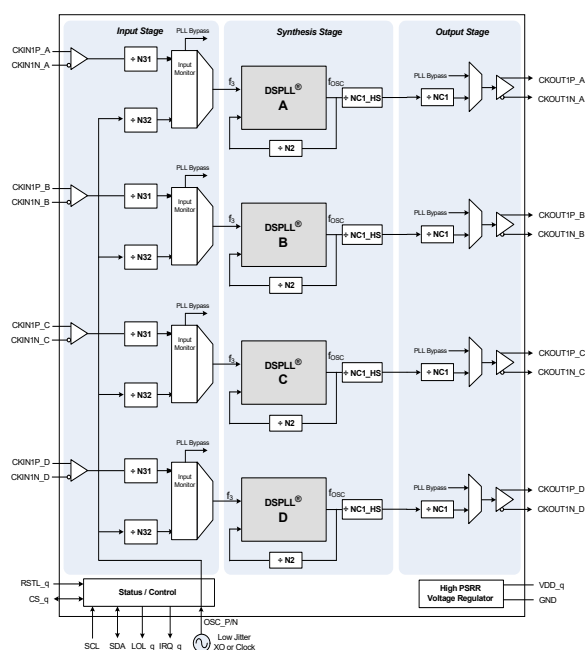 Input Stage
Synthesis Stage
Output Stage
CKIN1P_A
CKIN1N_A
÷ N31
÷ N32
Input
Monitor
PLL Bypass
f3
DSPLL®
A
fOSC
÷ NC1_HS
÷ N2
PLL Bypass
÷ NC1
CKOUT1P_A
CKOUT1N_A
CKIN1P_B
CKIN1N_B
÷ N31
÷ N32
Input
Monitor
PLL Bypass
f3
DSPLL®
B
fOSC
÷ NC1_HS
÷ N2
PLL Bypass
÷ NC1
CKOUT1P_B
CKOUT1N_B
CKIN1P_C
CKIN1N_C
÷ N31
÷ N32
Input
Monitor
PLL Bypass
f3
DSPLL®
C
fOSC
÷ NC1_HS
÷ N2
PLL Bypass
÷ NC1
CKOUT1P_C
CKOUT1N_C
CKIN1P_D
CKIN1N_D
÷ N31
÷ N32
Input
Monitor
PLL Bypass
f3
DSPLL®
D
fOSC
÷ NC1_HS
÷ N2
PLL Bypass
÷ NC1
CKOUT1P_D
CKOUT1N_D
RSTL_q
CS_q
Status / Control
SCL
SDA
LOL_q
IRQ_q
OSC_P/N
Low Jitter
XO or Clock
High PSRR
Voltage Regulator
VDD_q
GND